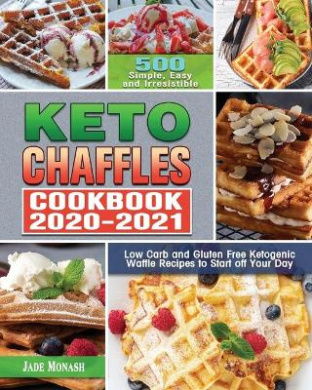 500
Simple, Easy
and Irresistible
KETO
CHAFFLES
COOKBOOK
2020-2021
Low Carb and Gluten Free Ketogenic
Waffle Recipes to Start off Your Day
Jade Monash